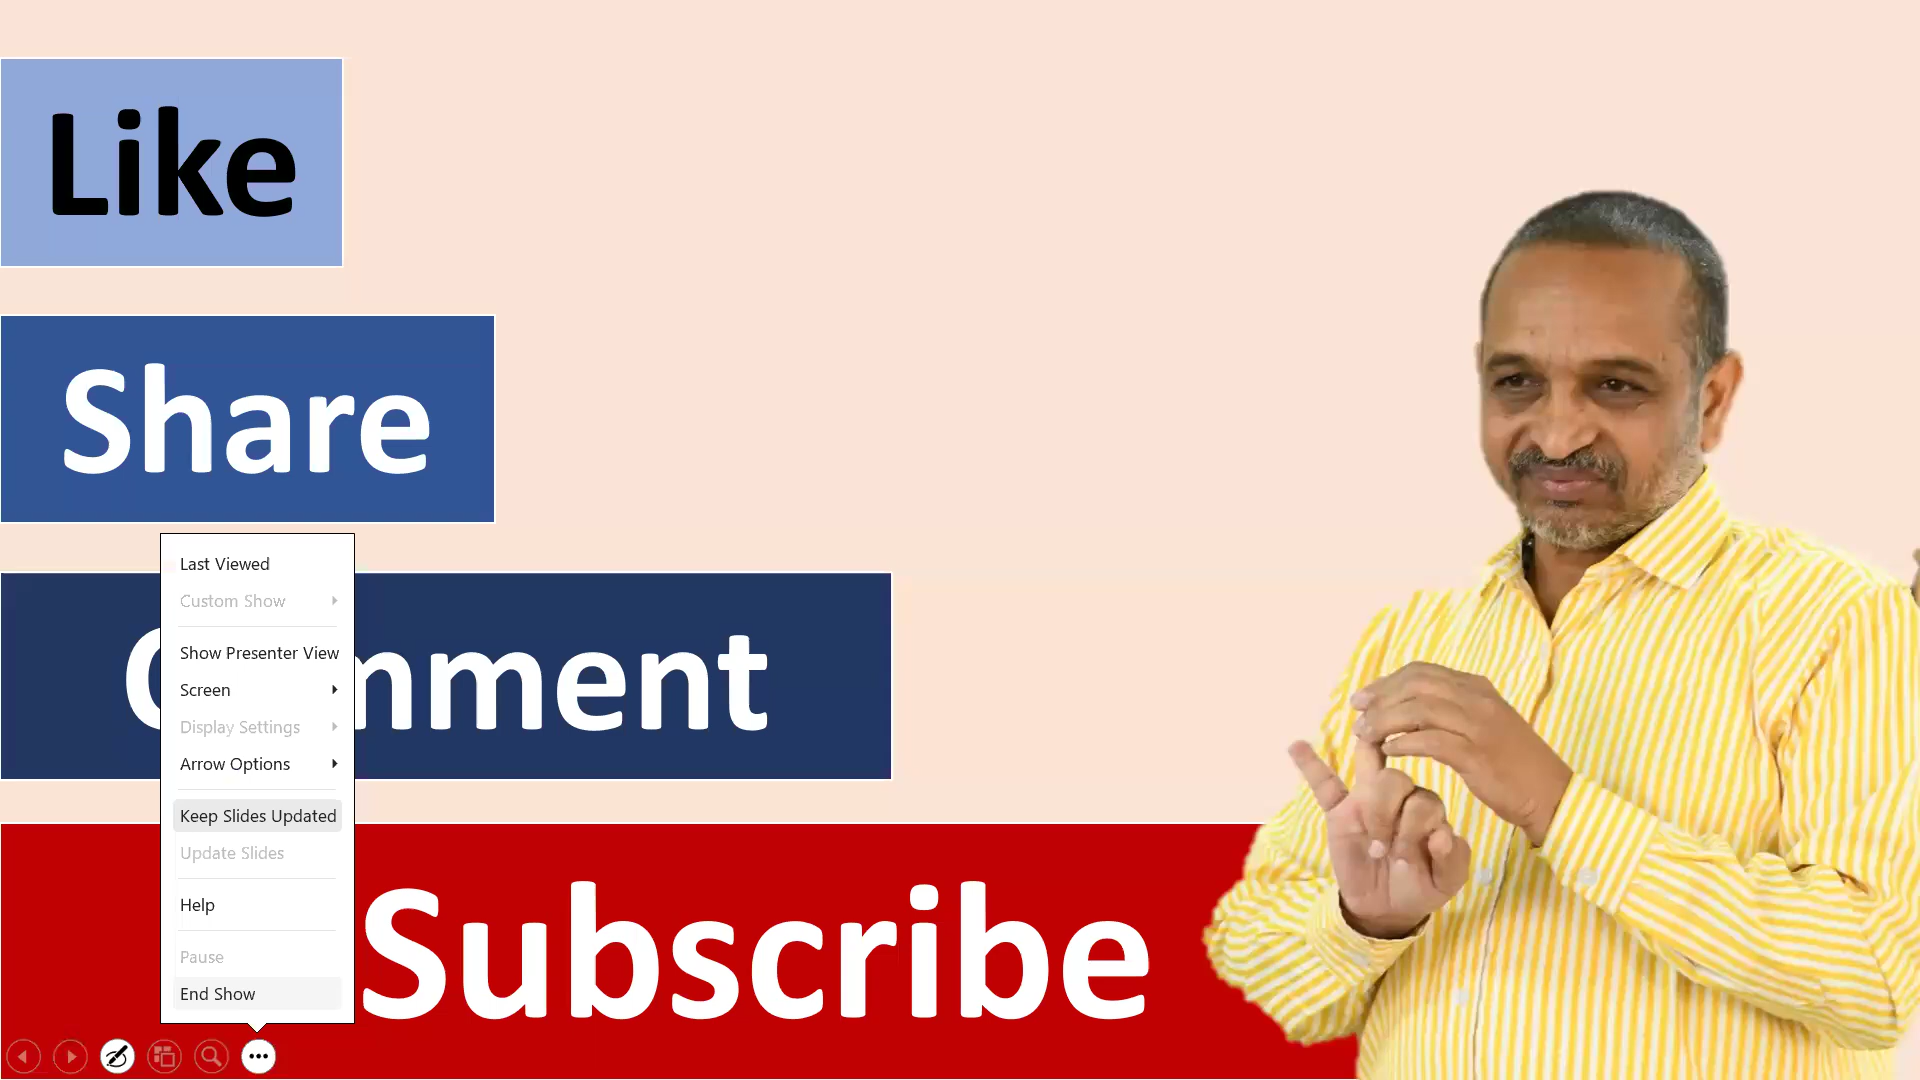 Like
Share
mment
Last Viewed
Custom Show
Show Presenter View
Screen
Display Settings
Arrow Options
Keep Slides Updated
Update Slides
Help
Pause
End Show
Subscribe